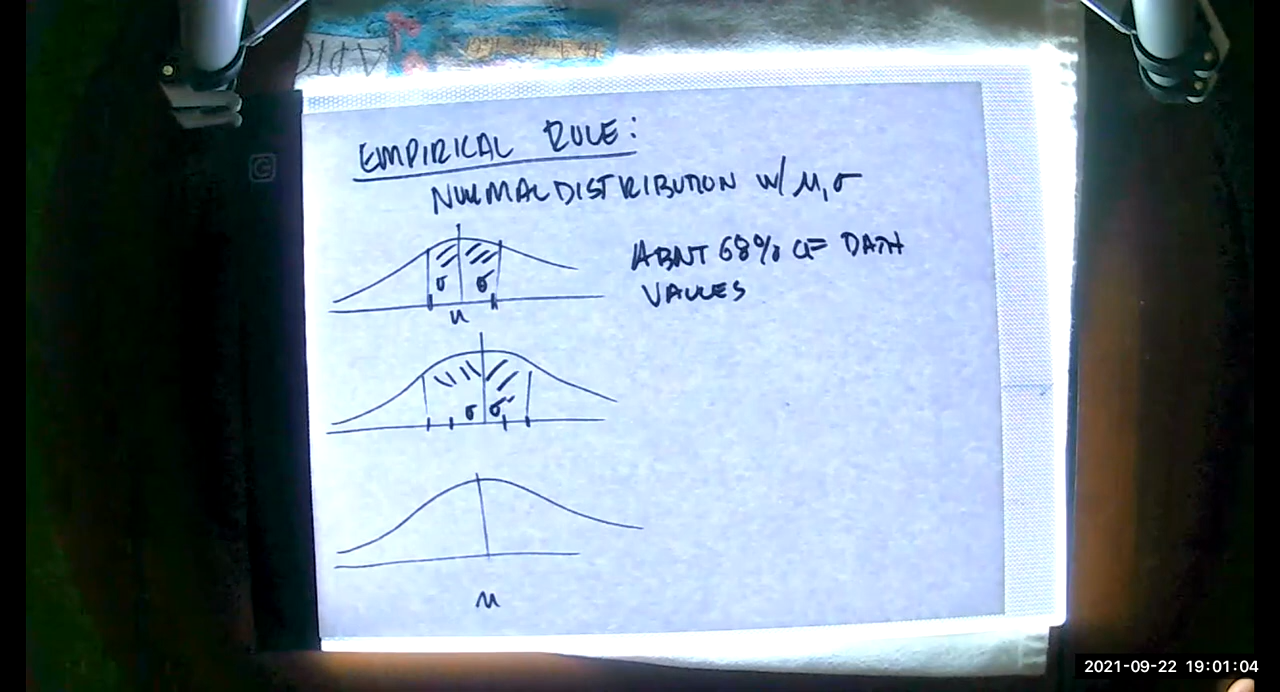 EMPIRICAL RULE:
NORMAL DISTRIBUTION W/ μ, σ
ABOUT 68% OF DATA
VALUES
σ σ
μ
σ σ
μ
2021-09-22 19:01:04